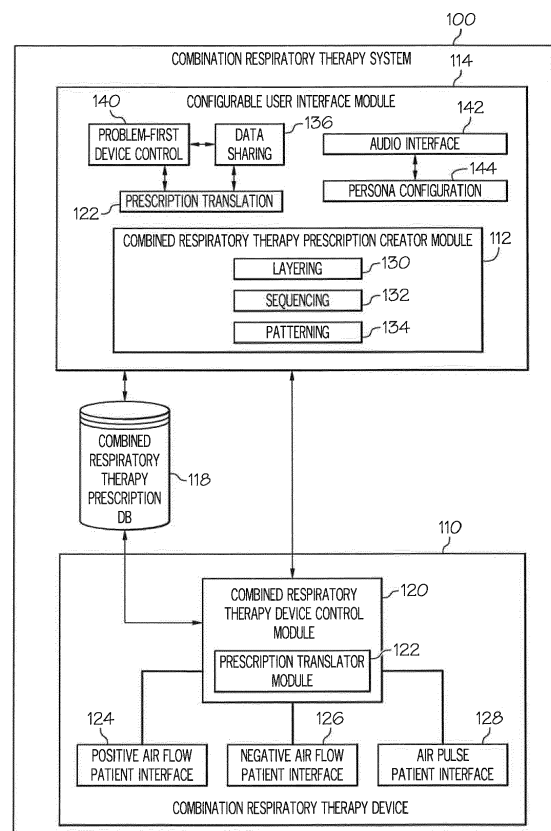 100
COMBINATION RESPIRATORY THERAPY SYSTEM
114
CONFIGURABLE USER INTERFACE MODULE
140
PROBLEM-FIRST
DEVICE CONTROL
DATA
SHARING
136
142
AUDIO INTERFACE
144
PERSONA CONFIGURATION
122
PRESCRIPTION TRANSLATION
COMBINED RESPIRATORY THERAPY PRESCRIPTION CREATOR MODULE
112
LAYERING
130
SEQUENCING
132
PATTERNING
134
COMBINED
RESPIRATORY
THERAPY
PRESCRIPTION
DB
118
110
COMBINED RESPIRATORY
THERAPY DEVICE CONTROL
MODULE
120
PRESCRIPTION TRANSLATOR
MODULE
122
124
POSITIVE AIR FLOW
PATIENT INTERFACE
126
NEGATIVE AIR FLOW
PATIENT INTERFACE
128
AIR PULSE
PATIENT INTERFACE
COMBINATION RESPIRATORY THERAPY DEVICE